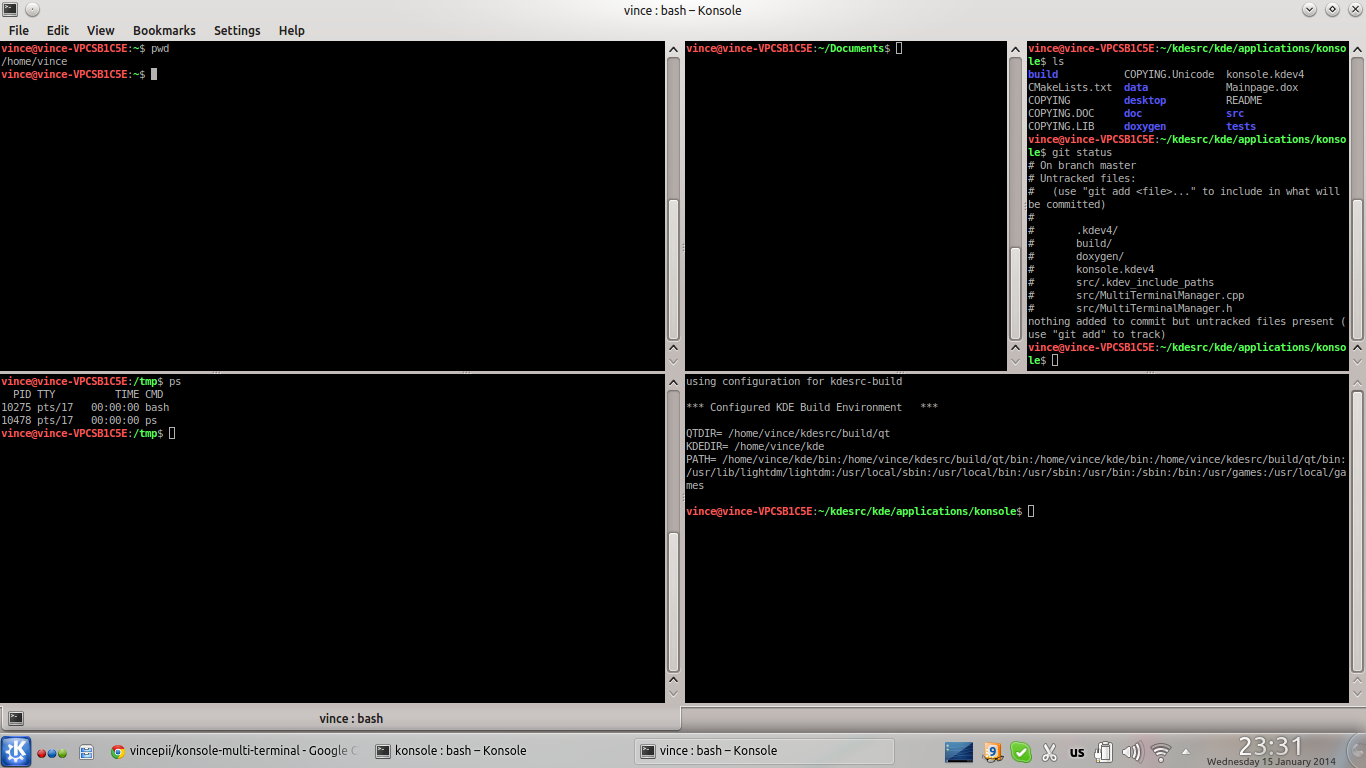 vince : bash – Konsole
File Edit View Bookmarks Settings Help
vince@vince-VPCSB1C5E:~$ pwd
/home/vince
vince@vince-VPCSB1C5E:~$
vince@vince-VPCSB1C5E:~/Documents$
vince@vince-VPCSB1C5E:~/kdesrc/kde/applications/konso
le$ ls
build COPYING.Unicode konsole.kdev4
CMakeLists.txt data Mainpage.dox
COPYING desktop README
COPYING.DOC doc src
COPYING.LIB doxygen tests
vince@vince-VPCSB1C5E:~/kdesrc/kde/applications/konso
le$ git status
# On branch master
# Untracked files:
#   (use "git add <file>..." to include in what will
be committed)
#
#       .kdev4/
#       build/
#       doxygen/
#       konsole.kdev4
#       src/.kdev_include_paths
#       src/MultiTerminalManager.cpp
#       src/MultiTerminalManager.h
nothing added to commit but untracked files present (
use "git add" to track)
vince@vince-VPCSB1C5E:~/kdesrc/kde/applications/konso
le$
vince@vince-VPCSB1C5E:/tmp$ ps
  PID TTY          TIME CMD
10275 pts/17   00:00:00 bash
10478 pts/17   00:00:00 ps
vince@vince-VPCSB1C5E:/tmp$
using configuration for kdesrc-build
*** Configured KDE Build Environment   ***
QTDIR= /home/vince/kdesrc/build/qt
KDEDIR= /home/vince/kde
PATH= /home/vince/kde/bin:/home/vince/kdesrc/build/qt/bin:/home/vince/kde/bin:/home/vince/kdesrc/build/qt/bin:
/usr/lib/lightdm/lightdm:/usr/local/sbin:/usr/local/bin:/usr/sbin:/usr/bin:/sbin:/bin:/usr/games:/usr/local/ga
mes
vince@vince-VPCSB1C5E:~/kdesrc/kde/applications/konsole$
vince : bash
vincepii/konsole-multi-terminal - Google C
konsole : bash – Konsole
vince : bash – Konsole
9
us
23:31
Wednesday 15 January 2014